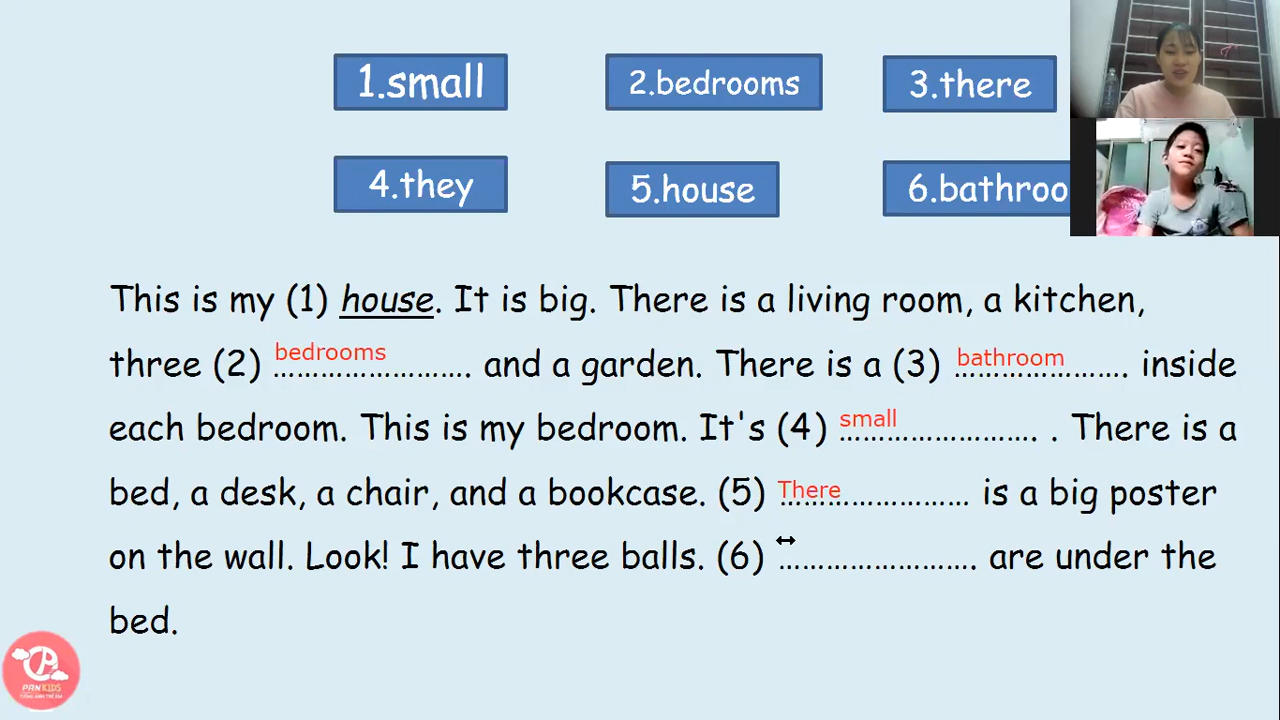 1.small
2.bedrooms
3.there
4.they
5.house
6.bathroo
This is my (1) house. It is big. There is a living room, a kitchen,
three (2) bedrooms ........................ and a garden. There is a (3) bathroom ..................... inside
each bedroom. This is my bedroom. It's (4) small ........................ . There is a
bed, a desk, a chair, and a bookcase. (5) There ........................ is a big poster
on the wall. Look! I have three balls. (6) ........................ are under the
bed.
PANKIDS